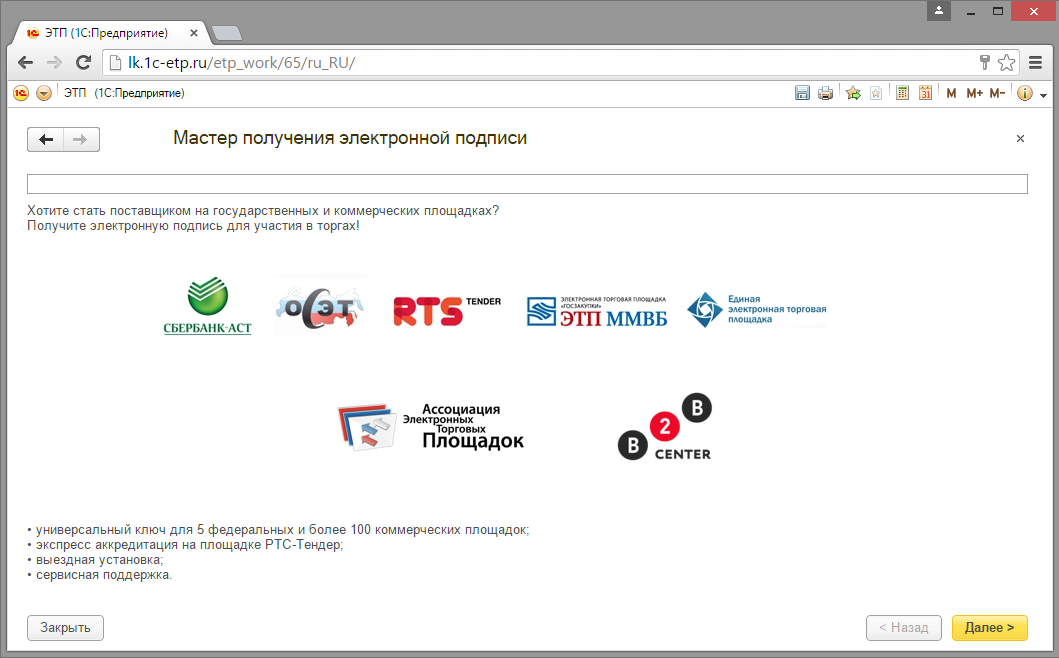 ЭТП (1С:Предприятие)
lk.1c-etp.ru/etp_work/65/ru_RU/
ЭТП (1С:Предприятие)
31
M M+ M-
Мастер получения электронной подписи
Хотите стать поставщиком на государственных и коммерческих площадках?
Получите электронную подпись для участия в торгах!
СБЕРБАНК-АСТ
ОСЭТ
RTS TENDER
ЭЛЕКТРОННАЯ ТОРГОВАЯ ПЛОЩАДКА
«ГОСЗАКУПКИ»
ЭТП ММВБ
Единая
электронная торговая
площадка
Ассоциация
Электронных
Торговых
Площадок
B2B
CENTER
• универсальный ключ для 5 федеральных и более 100 коммерческих площадок;
• экспресс аккредитация на площадке РТС-Тендер;
• выездная установка;
• сервисная поддержка.
Закрыть
< Назад
Далее >